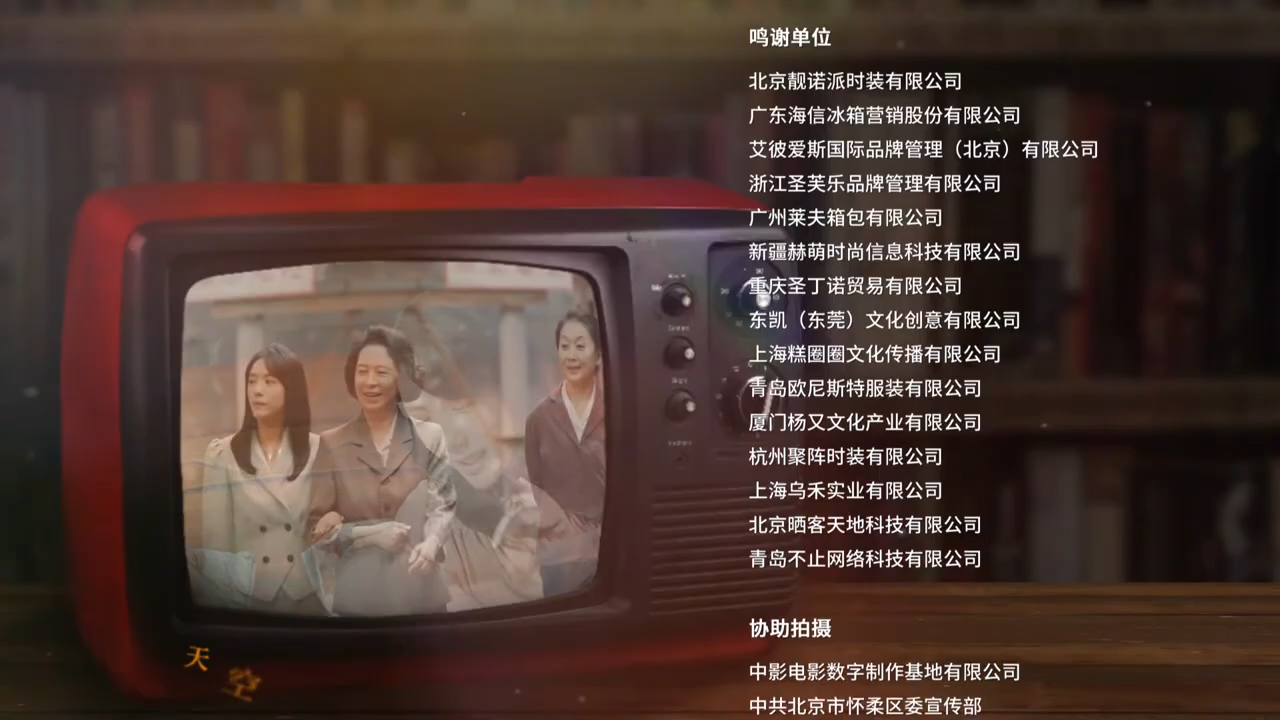 鸣谢单位
北京靓诺派时装有限公司
广东海信冰箱营销股份有限公司
艾彼爱斯国际品牌管理（北京）有限公司
浙江圣芙乐品牌管理有限公司
广州莱夫箱包有限公司
新疆赫萌时尚信息科技有限公司
重庆圣丁诺贸易有限公司
东凯（东莞）文化创意有限公司
上海糕圈圈文化传播有限公司
青岛欧尼斯特服装有限公司
厦门杨又文化产业有限公司
杭州聚阵时装有限公司
上海乌禾实业有限公司
北京晒客天地科技有限公司
青岛不止网络科技有限公司
协助拍摄
中影电影数字制作基地有限公司
中共北京市怀柔区委宣传部
天空